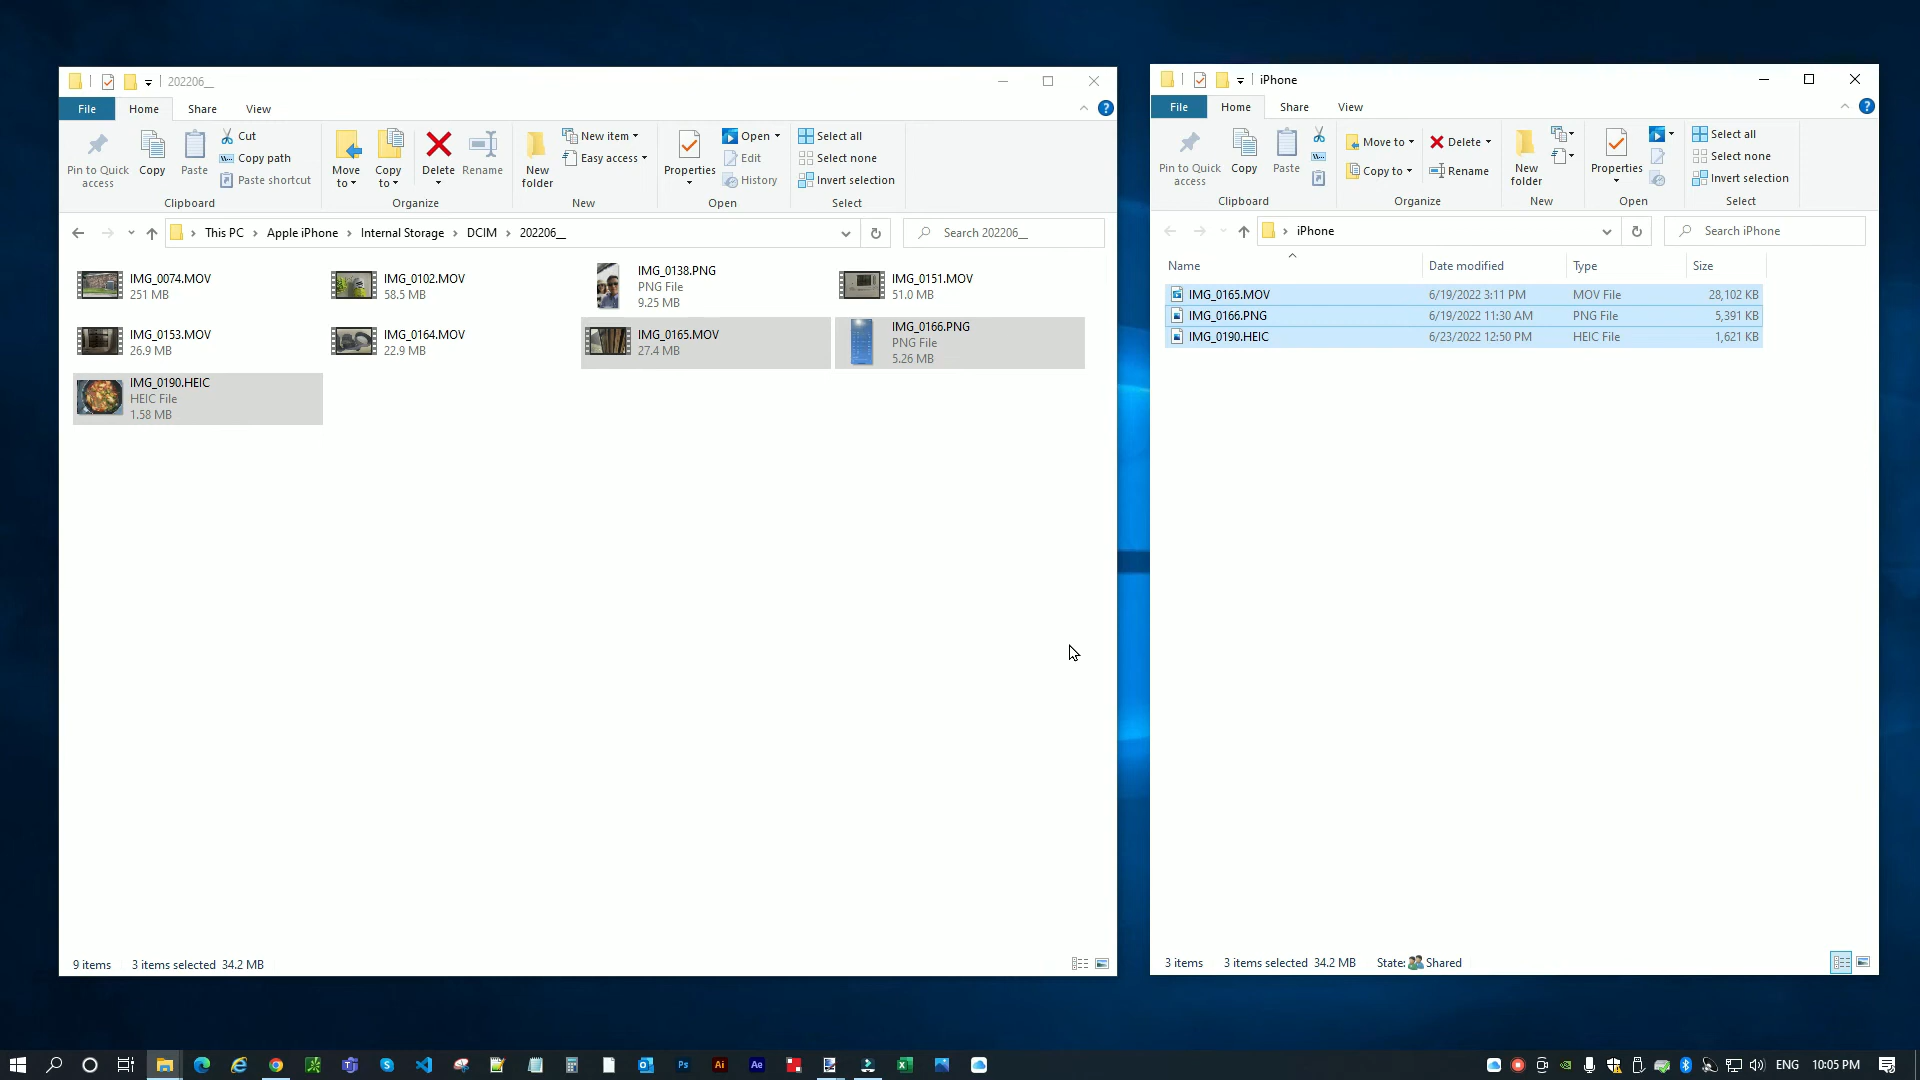 202206__
File Home Share View
Pin to Quick access
Copy
Paste
Cut
Copy path
Paste shortcut
Clipboard
Move to
Copy to
Delete
Rename
Organize
New folder
New item
Easy access
New
Properties
Open
Edit
History
Open
Select all
Select none
Invert selection
Select
This PC > Apple iPhone > Internal Storage > DCIM > 202206__
Search 202206__
IMG_0074.MOV
251 MB
IMG_0102.MOV
58.5 MB
IMG_0138.PNG
PNG File
9.25 MB
IMG_0151.MOV
51.0 MB
IMG_0153.MOV
26.9 MB
IMG_0164.MOV
22.9 MB
IMG_0165.MOV
27.4 MB
IMG_0166.PNG
PNG File
5.26 MB
IMG_0190.HEIC
HEIC File
1.58 MB
9 items 3 items selected 34.2 MB
iPhone
File Home Share View
Pin to Quick access
Copy
Paste
Clipboard
Move to
Copy to
Delete
Rename
Organize
New folder
New
Properties
Open
Select all
Select none
Invert selection
Select
iPhone
Search iPhone
Name Date modified Type Size
IMG_0165.MOV 6/19/2022 3:11 PM MOV File 28,102 KB
IMG_0166.PNG 6/19/2022 11:30 AM PNG File 5,391 KB
IMG_0190.HEIC 6/23/2022 12:50 PM HEIC File 1,621 KB
3 items 3 items selected 34.2 MB State: Shared
Ps Ai Ae
ENG 10:05 PM